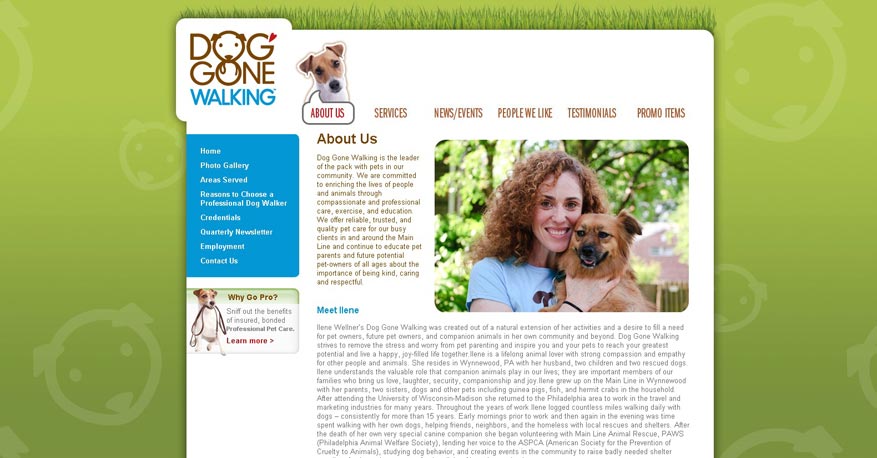 DOG
GONE
WALKING
ABOUT US
SERVICES
NEWS/EVENTS
PEOPLE WE LIKE
TESTIMONIALS
PROMO ITEMS
Home
Photo Gallery
Areas Served
Reasons to Choose a
Professional Dog Walker
Credentials
Quarterly Newsletter
Employment
Contact Us
Why Go Pro?
Sniff out the benefits
of insured, bonded
Professional Pet Care.
Learn more >
About Us
Dog Gone Walking is the leader
of the pack with pets in our
community. We are committed
to enriching the lives of people
and animals through
compassionate and professional
care, exercise, and education.
We offer reliable, trusted, and
quality pet care for our busy
clients in and around the Main
Line and continue to educate pet
parents and future potential
pet-owners of all ages about the
importance of being kind, caring
and respectful.
Meet Ilene
Ilene Wellner's Dog Gone Walking was created out of a natural extension of her activities and a desire to fill a need
for pet owners, future pet owners, and companion animals in her own community and beyond. Dog Gone Walking
strives to remove the stress and worry from pet parenting and inspire you and your pets to reach your greatest
potential and live a happy, joy-filled life together.Ilene is a lifelong animal lover with strong compassion and empathy
for other people and animals. She resides in Wynnewood, PA with her husband, two children and two rescued dogs.
Ilene understands the valuable role that companion animals play in our lives; they are important members of our
families who bring us love, laughter, security, companionship and joy.Ilene grew up on the Main Line in Wynnewood
with her parents, two sisters, dogs and other pets including guinea pigs, fish, and hermit crabs in the household.
After attending the University of Wisconsin-Madison she returned to the Philadelphia area to work in the travel and
marketing industries for many years. Throughout the years of work Ilene logged countless miles walking daily with
dogs – consistently for more than 15 years. Early mornings prior to work and then again in the evening was time
spent walking with her own dogs, helping friends, neighbors, and the homeless with local rescues and shelters. After
the death of her own very special canine companion she began volunteering with Main Line Animal Rescue, PAWS
(Philadelphia Animal Welfare Society), lending her voice to the ASPCA (American Society for the Prevention of
Cruelty to Animals), studying dog behavior, and creating events in the community to raise badly needed shelter